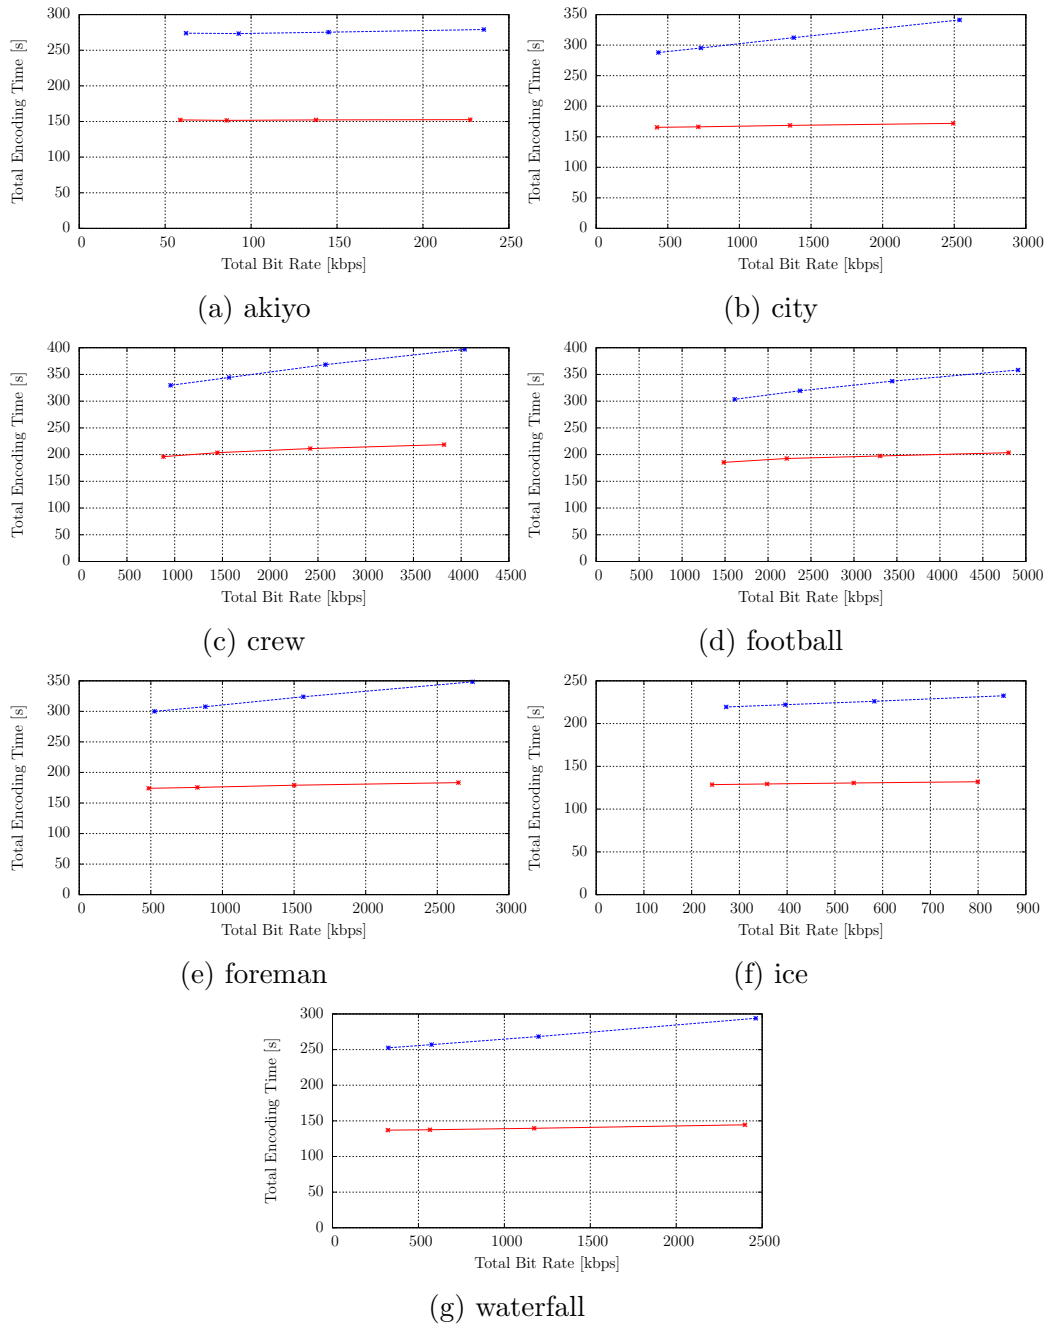 Total Encoding Time [s]
300
250
200
150
100
50
0
0 50 100 150 200 250
Total Bit Rate [kbps]
(a) akiyo
Total Encoding Time [s]
350
300
250
200
150
100
50
0
0 500 1000 1500 2000 2500 3000
Total Bit Rate [kbps]
(b) city
Total Encoding Time [s]
400
350
300
250
200
150
100
50
0
0 500 1000 1500 2000 2500 3000 3500 4000 4500
Total Bit Rate [kbps]
(c) crew
Total Encoding Time [s]
400
350
300
250
200
150
100
50
0
0 500 1000 1500 2000 2500 3000 3500 4000 4500 5000
Total Bit Rate [kbps]
(d) football
Total Encoding Time [s]
350
300
250
200
150
100
50
0
0 500 1000 1500 2000 2500 3000
Total Bit Rate [kbps]
(e) foreman
Total Encoding Time [s]
250
200
150
100
50
0
0 100 200 300 400 500 600 700 800 900
Total Bit Rate [kbps]
(f) ice
Total Encoding Time [s]
300
250
200
150
100
50
0
0 500 1000 1500 2000 2500
Total Bit Rate [kbps]
(g) waterfall